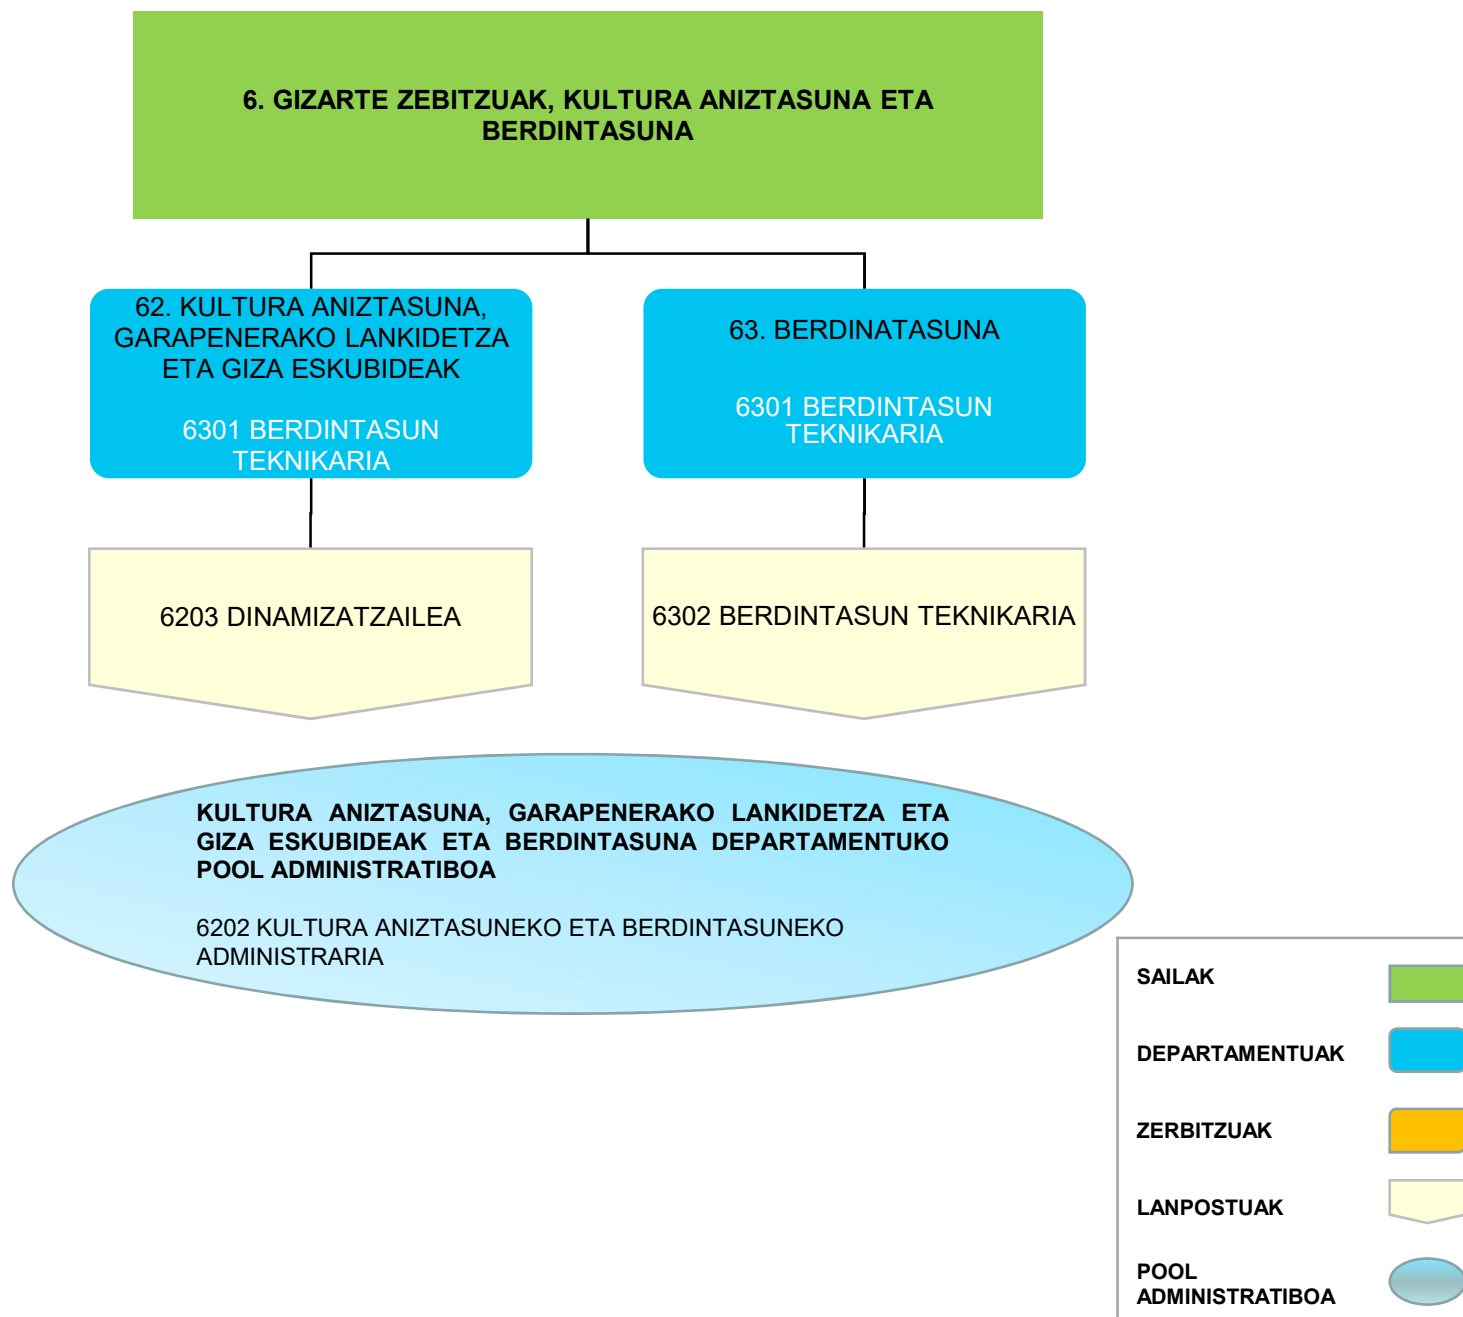 6. GIZARTE ZEBITZUAK, KULTURA ANIZTASUNA ETA
BERDINTASUNA
62. KULTURA ANIZTASUNA,
GARAPENERAKO LANKIDETZA
ETA GIZA ESKUBIDEAK
6301 BERDINTASUN
TEKNIKARIA
63. BERDINATASUNA
6301 BERDINTASUN
TEKNIKARIA
6203 DINAMIZATZAILEA
6302 BERDINTASUN TEKNIKARIA
KULTURA ANIZTASUNA, GARAPENERAKO LANKIDETZA ETA
GIZA ESKUBIDEAK ETA BERDINTASUNA DEPARTAMENTUKO
POOL ADMINISTRATIBOA
6202 KULTURA ANIZTASUNEKO ETA BERDINTASUNEKO
ADMINISTRARIA
SAILAK
DEPARTAMENTUAK
ZERBITZUAK
LANPOSTUAK
POOL
ADMINISTRATIBOA